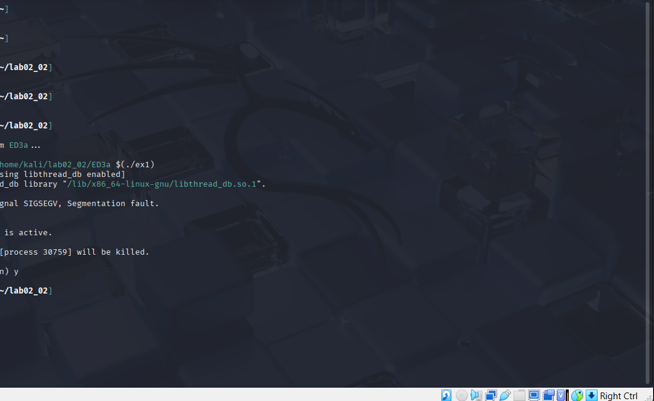 ~]
~]
~/lab02_02]
~/lab02_02]
~/lab02_02]
m ED3a...
home/kali/lab02_02/ED3a $(./ex1)
sing libthread_db enabled]
d_db library "/lib/x86_64-linux-gnu/libthread_db.so.1".
gnal SIGSEGV, Segmentation fault.
is active.
[process 30759] will be killed.
n) y
~/lab02_02]
Right Ctrl